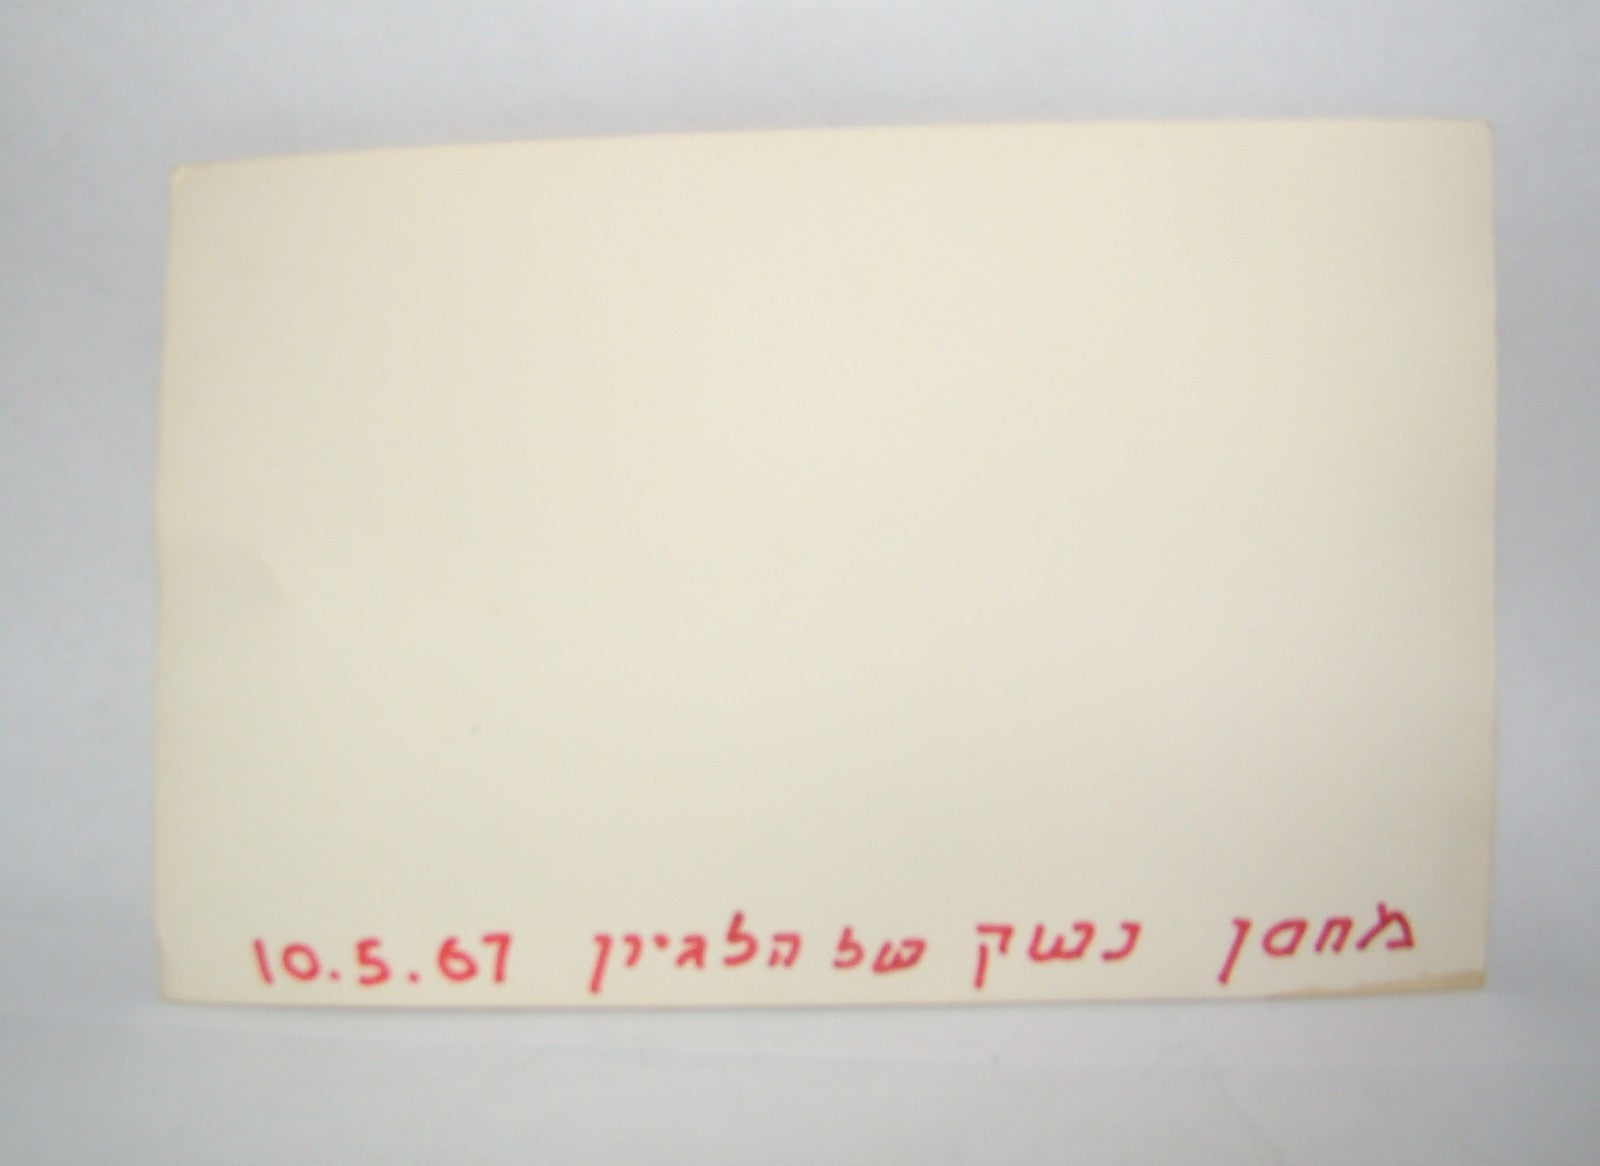 מחסן נשק של הלגיון 10.5.67